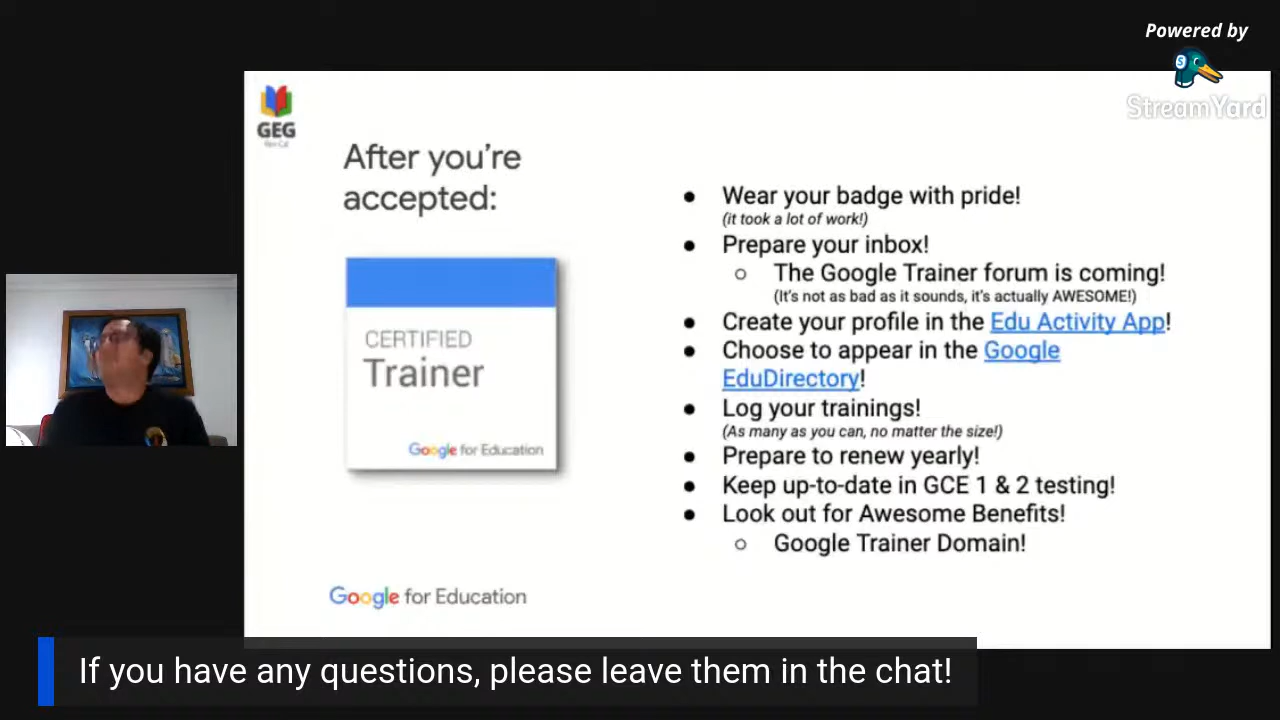 Powered by
StreamYard
GEG
After you're
accepted:
CERTIFIED
Trainer
Google for Education
● Wear your badge with pride!
(it took a lot of work!)
● Prepare your inbox!
○ The Google Trainer forum is coming!
(It's not as bad as it sounds, it's actually AWESOME!)
● Create your profile in the Edu Activity App!
● Choose to appear in the Google
EduDirectory!
● Log your trainings!
(As many as you can, no matter the size!)
● Prepare to renew yearly!
● Keep up-to-date in GCE 1 & 2 testing!
● Look out for Awesome Benefits!
○ Google Trainer Domain!
Google for Education
If you have any questions, please leave them in the chat!